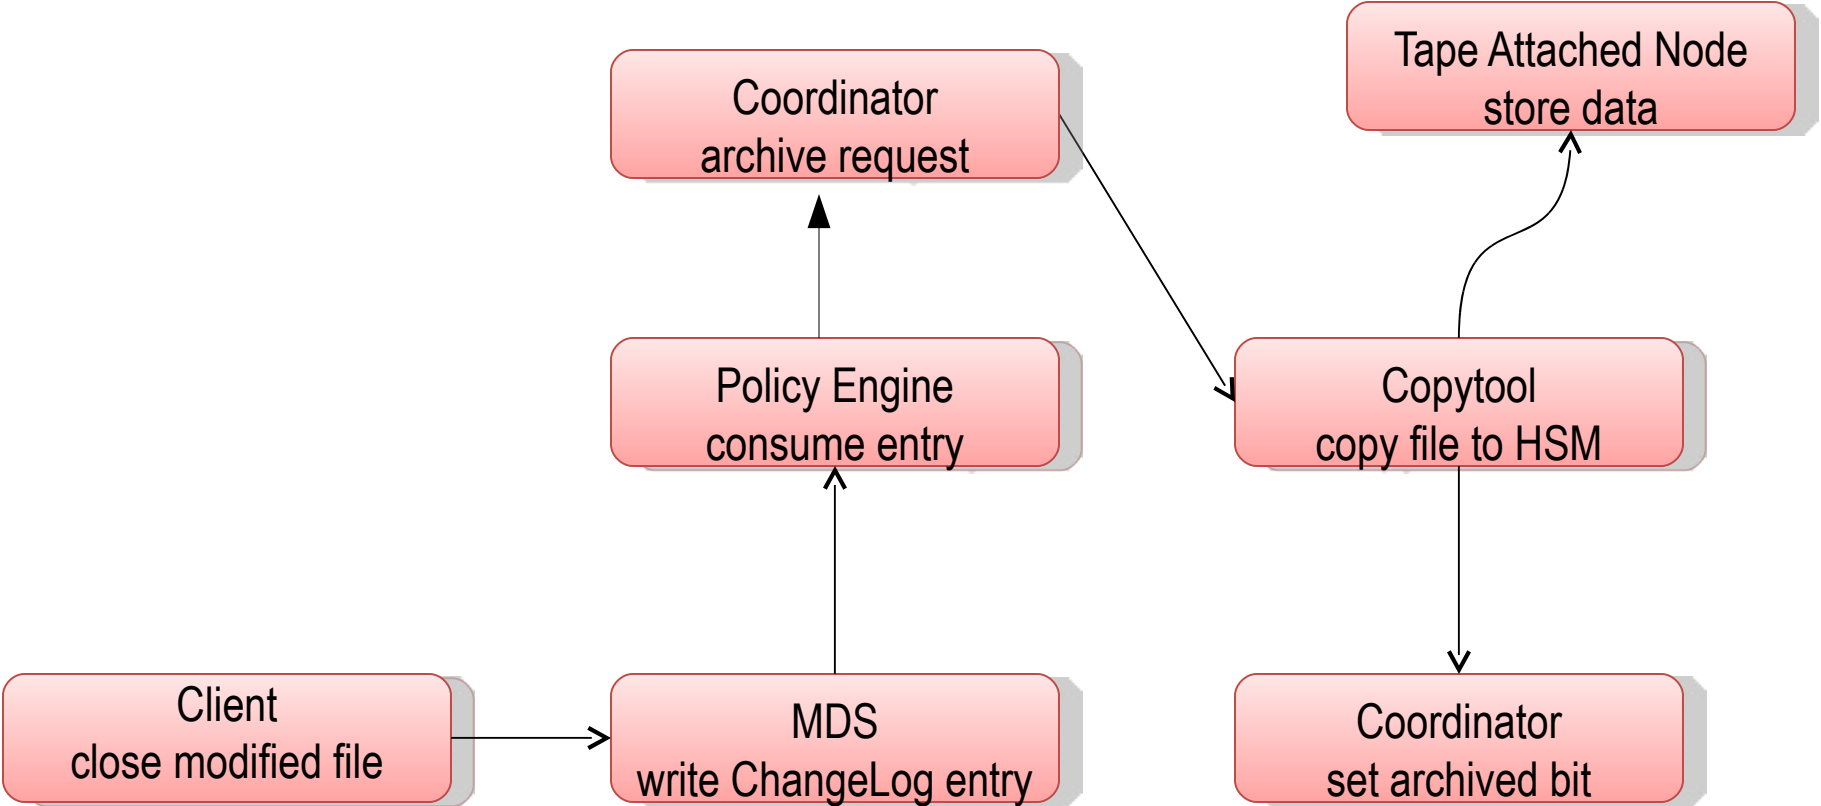 Tape Attached Node
store data
Coordinator
archive request
Policy Engine
consume entry
Copytool
copy file to HSM
Client
close modified file
MDS
write ChangeLog entry
Coordinator
set archived bit